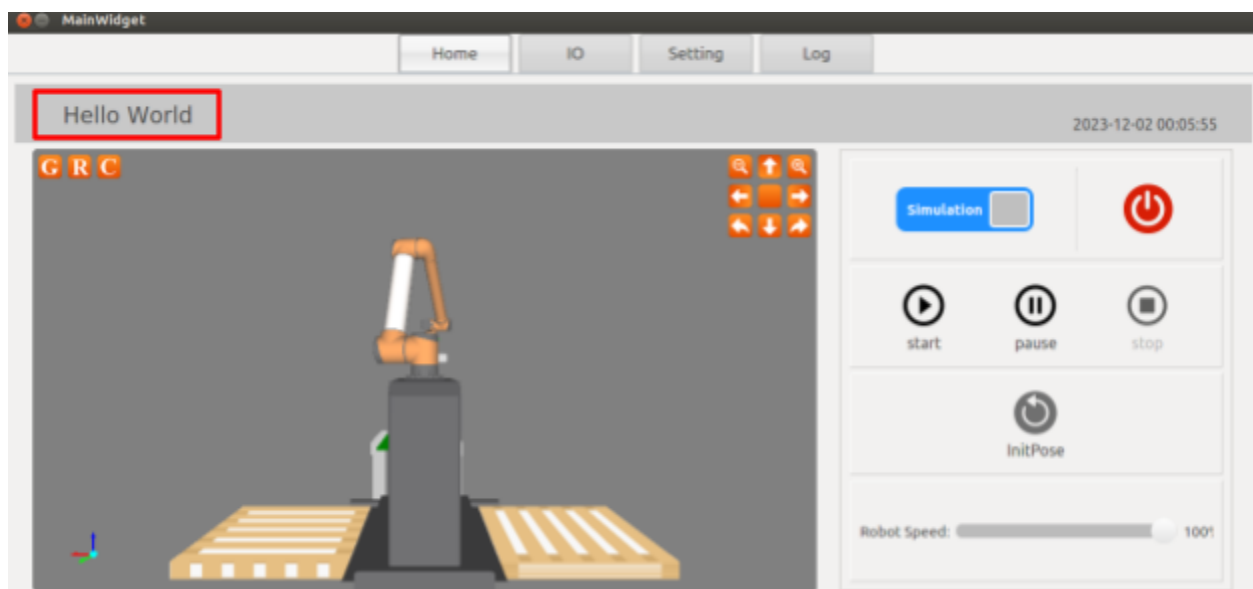 MainWidget
Home IO Setting Log
Hello World
2023-12-02 00:05:55
G R C
Simulation
start pause stop
InitPose
Robot Speed: 100%